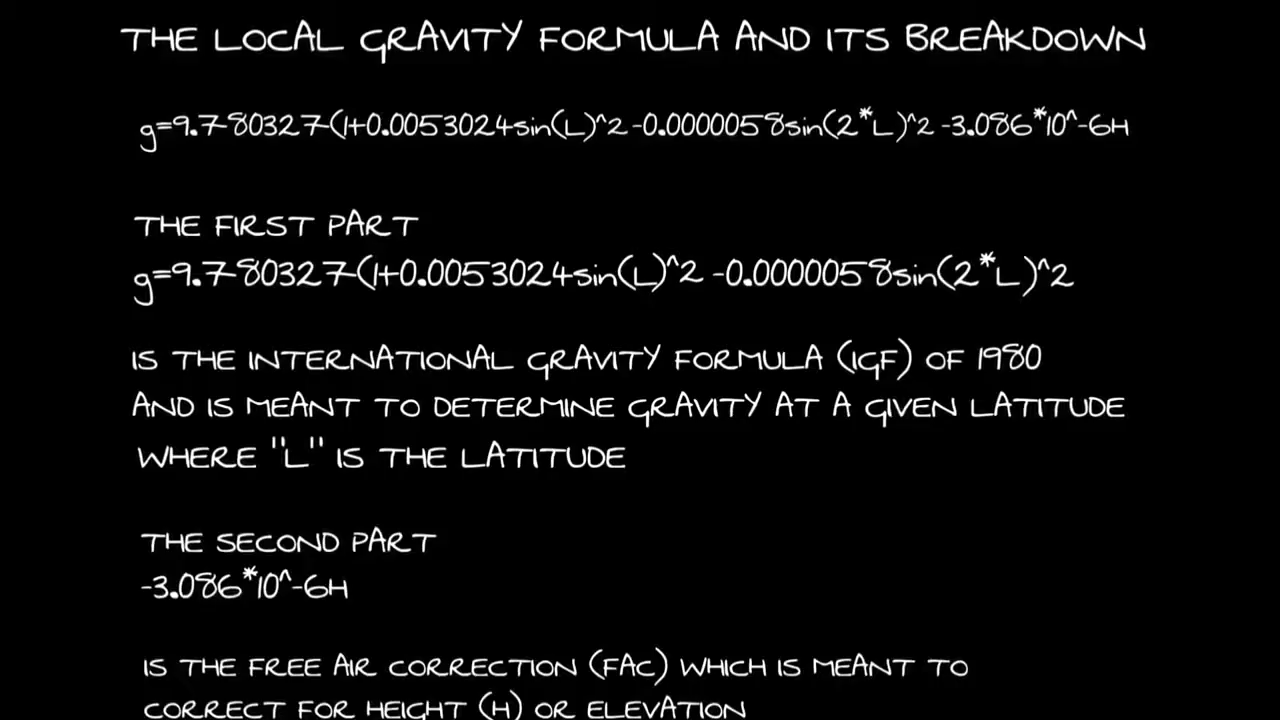 THE LOCAL GRAVITY FORMULA AND ITS BREAKDOWN
g=9.780327(1+0.0053024sin(L)^2 -0.0000058sin(2*L)^2 -3.086*10^-6H
THE FIRST PART
g=9.780327(1+0.0053024sin(L)^2 -0.0000058sin(2*L)^2
IS THE INTERNATIONAL GRAVITY FORMULA (IGF) OF 1980
AND IS MEANT TO DETERMINE GRAVITY AT A GIVEN LATITUDE
WHERE "L" IS THE LATITUDE
THE SECOND PART
-3.086*10^-6H
IS THE FREE AIR CORRECTION (FAC) WHICH IS MEANT TO
CORRECT FOR HEIGHT (H) OR ELEVATION